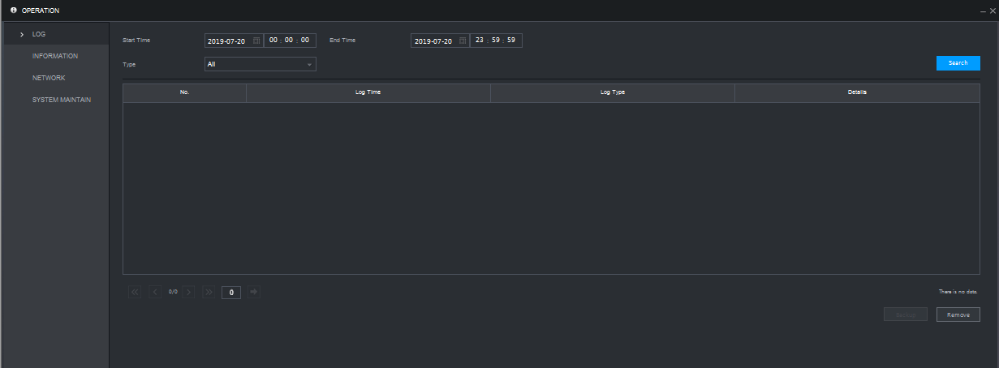 OPERATION
LOG
INFORMATION
NETWORK
SYSTEM MAINTAIN
Start Time 2019-07-20 00 : 00 : 00 End Time 2019-07-20 23 : 59 : 59
Type All Search
No. Log Time Log Type Details
0/0 0 There is no data.
Backup Remove